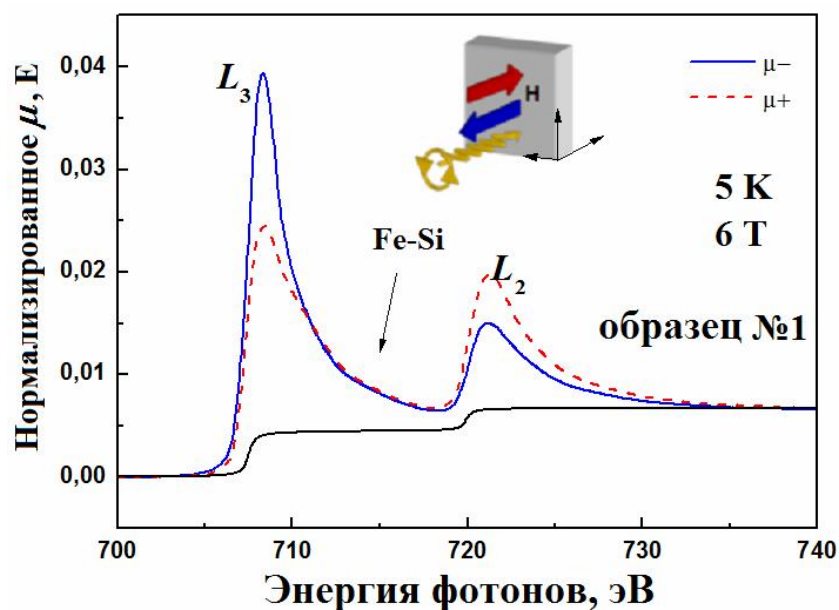 Нормализированное μ, E
0,04
0,03
0,02
0,01
0,00
L3
H
μ−
μ+
5 K
6 T
Fe-Si
L2
образец №1
700
710
720
730
740
Энергия фотонов, эВ